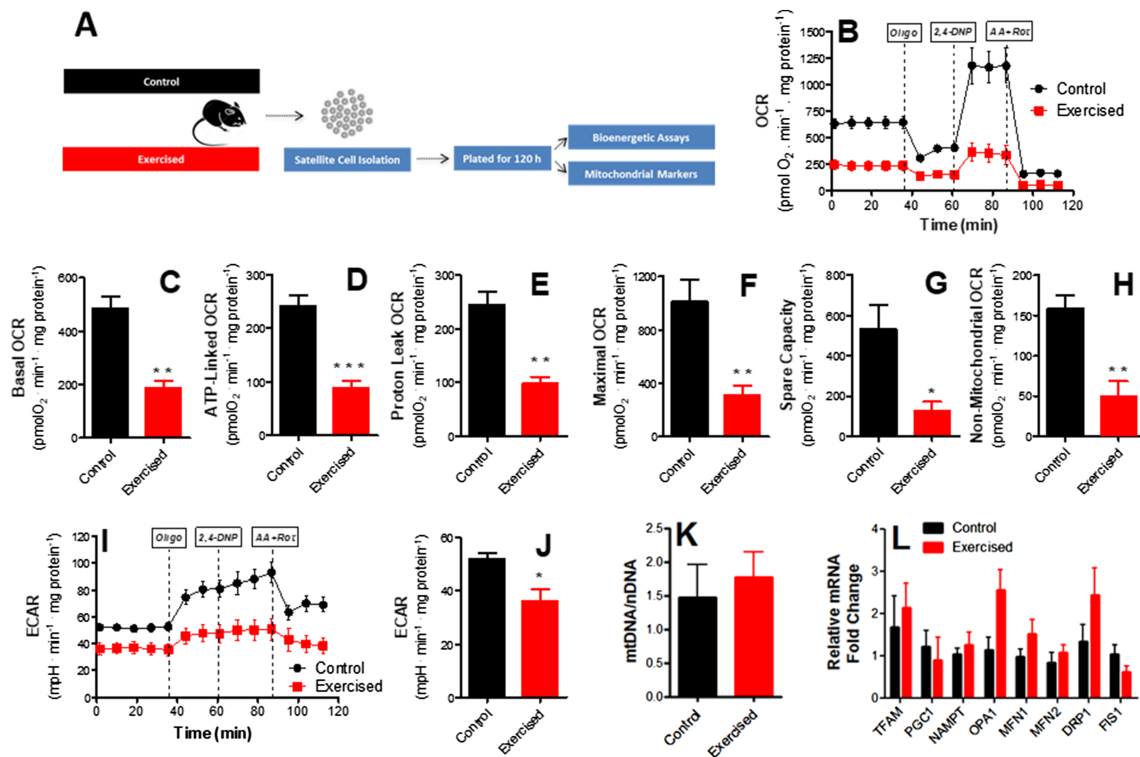 A
Control
Exercised
Satellite Cell Isolation
Plated for 120 h
Bioenergetic Assays
Mitochondrial Markers
B
Oligo
2,4-DNP
AA+Rot
OCR
(pmol O₂ . min⁻¹ . mg protein⁻¹)
1500
1250
1000
750
500
250
0
0 20 40 60 80 100 120
Time (min)
Control
Exercised
C
Basal OCR
(pmolO₂ · min⁻¹ · mg protein⁻¹)
600
400
200
0
**
Control
Exercised
D
ATP-Linked OCR
(pmolO₂ · min⁻¹ · mg protein⁻¹)
300
200
100
0
***
Control
Exercised
E
Proton Leak OCR
(pmolO₂ · min⁻¹ · mg protein⁻¹)
300
200
100
0
**
Control
Exercised
F
Maximal OCR
(pmolO₂ · min⁻¹ · mg protein⁻¹)
1200
900
600
300
0
**
Control
Exercised
G
Spare Capacity
(pmolO₂ · min⁻¹ · mg protein⁻¹)
800
600
400
200
0
*
Control
Exercised
H
Non-Mitochondrial OCR
(pmolO₂ · min⁻¹ · mg protein⁻¹)
200
150
100
50
0
**
Control
Exercised
I
Oligo
2,4-DNP
AA+Rot
ECAR
(mpH · min⁻¹ · mg protein⁻¹)
120
100
80
60
40
20
0
0 20 40 60 80 100 120
Time (min)
Control
Exercised
J
ECAR
(mpH · min⁻¹ · mg protein⁻¹)
60
40
20
0
*
Control
Exercised
K
mtDNA/nDNA
2.5
2.0
1.5
1.0
0.5
0.0
Control
Exercised
L
Control
Exercised
Relative mRNA
Fold Change
4
3
2
1
0
TFAM
PGC1
NAMPT
OPA1
MFN1
MFN2
DRP1
FIS1